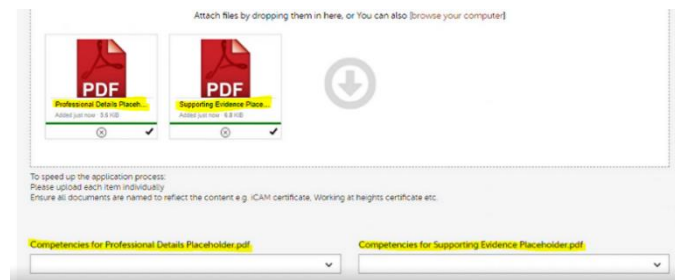 Attach files by dropping them in here, or You can also [browse your computer]
PDF
PDF
Professional Details Placeh...
Supporting Evidence Place...
Added just now · 5.9 KiB
Added just now · 6.8 KiB
To speed up the application process:
Please upload each item individually
Ensure all documents are named to reflect the content e.g. ICAM certificate, Working at heights certificate etc.
Competencies for Professional Details Placeholder.pdf
Competencies for Supporting Evidence Placeholder.pdf